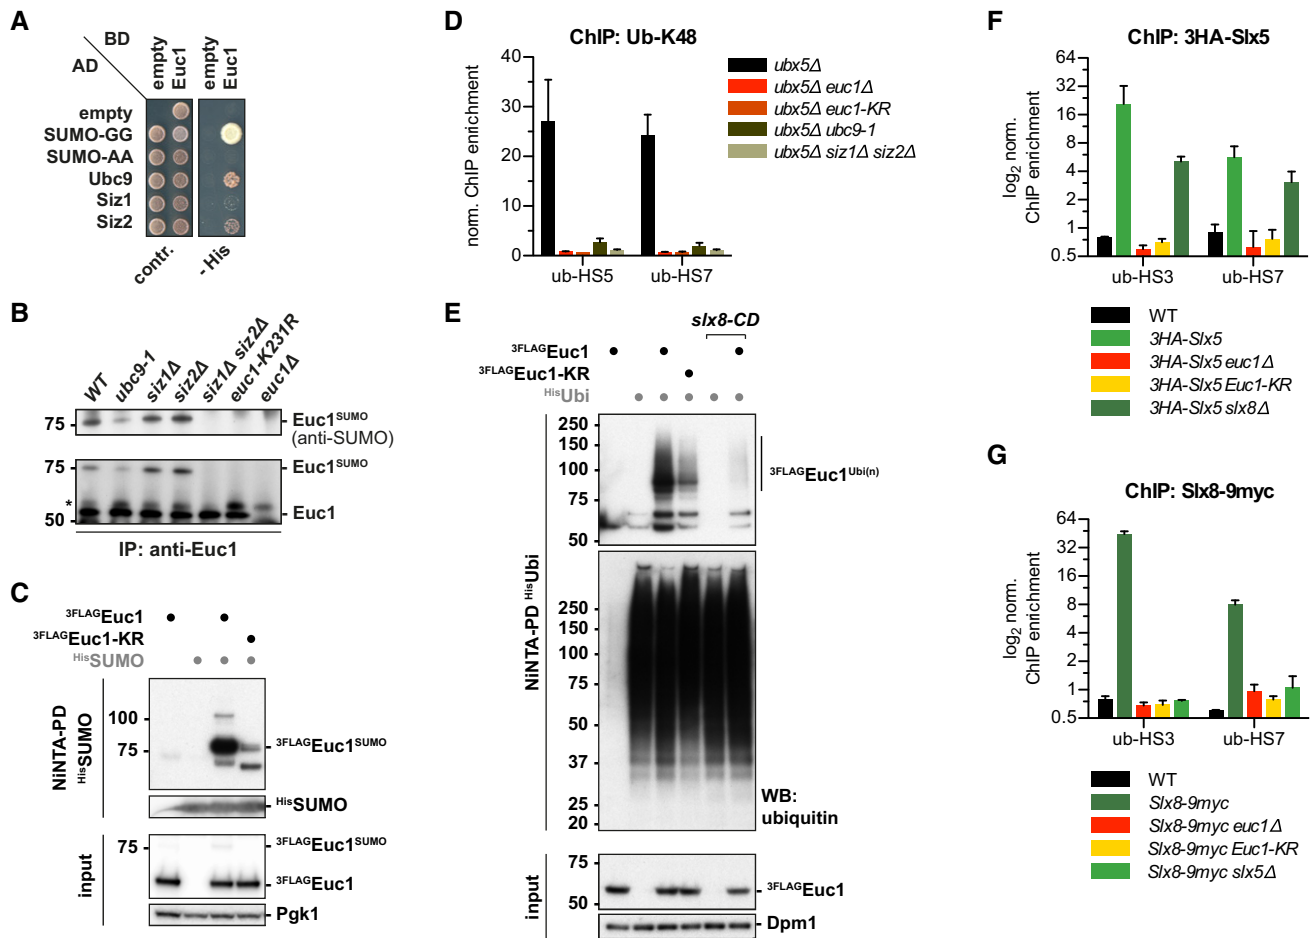 A
BD
AD
empty
Euc1
empty
Euc1
empty
SUMO-GG
SUMO-AA
Ubc9
Siz1
Siz2
contr.
- His
B
WT
ubc9-1
siz1Δ
siz2Δ
siz1Δ siz2Δ
euc1-K231R
euc1Δ
75
Euc1SUMO
(anti-SUMO)
75
Euc1SUMO
*
50
Euc1
IP: anti-Euc1
C
3FLAGEuc1
3FLAGEuc1-KR
HisSUMO
NiNTA-PD
HisSUMO
100
75
3FLAGEuc1SUMO
HisSUMO
input
75
3FLAGEuc1SUMO
3FLAGEuc1
Pgk1
D
ChIP: Ub-K48
norm. ChIP enrichment
40
30
20
10
0
ub-HS5
ub-HS7
ubx5Δ
ubx5Δ euc1Δ
ubx5Δ euc1-KR
ubx5Δ ubc9-1
ubx5Δ siz1Δ siz2Δ
E
slx8-CD
3FLAGEuc1
3FLAGEuc1-KR
HisUbi
NiNTA-PD HisUbi
250
150
100
75
50
3FLAGEuc1Ubi(n)
250
150
100
75
50
37
25
20
WB:
ubiquitin
input
75
50
3FLAGEuc1
Dpm1
F
ChIP: 3HA-Slx5
log2 norm.
ChIP enrichment
64
32
16
8
4
2
1
0.5
ub-HS3
ub-HS7
WT
3HA-Slx5
3HA-Slx5 euc1Δ
3HA-Slx5 Euc1-KR
3HA-Slx5 slx8Δ
G
ChIP: Slx8-9myc
log2 norm.
ChIP enrichment
64
32
16
8
4
2
1
0.5
ub-HS3
ub-HS7
WT
Slx8-9myc
Slx8-9myc euc1Δ
Slx8-9myc Euc1-KR
Slx8-9myc slx5Δ